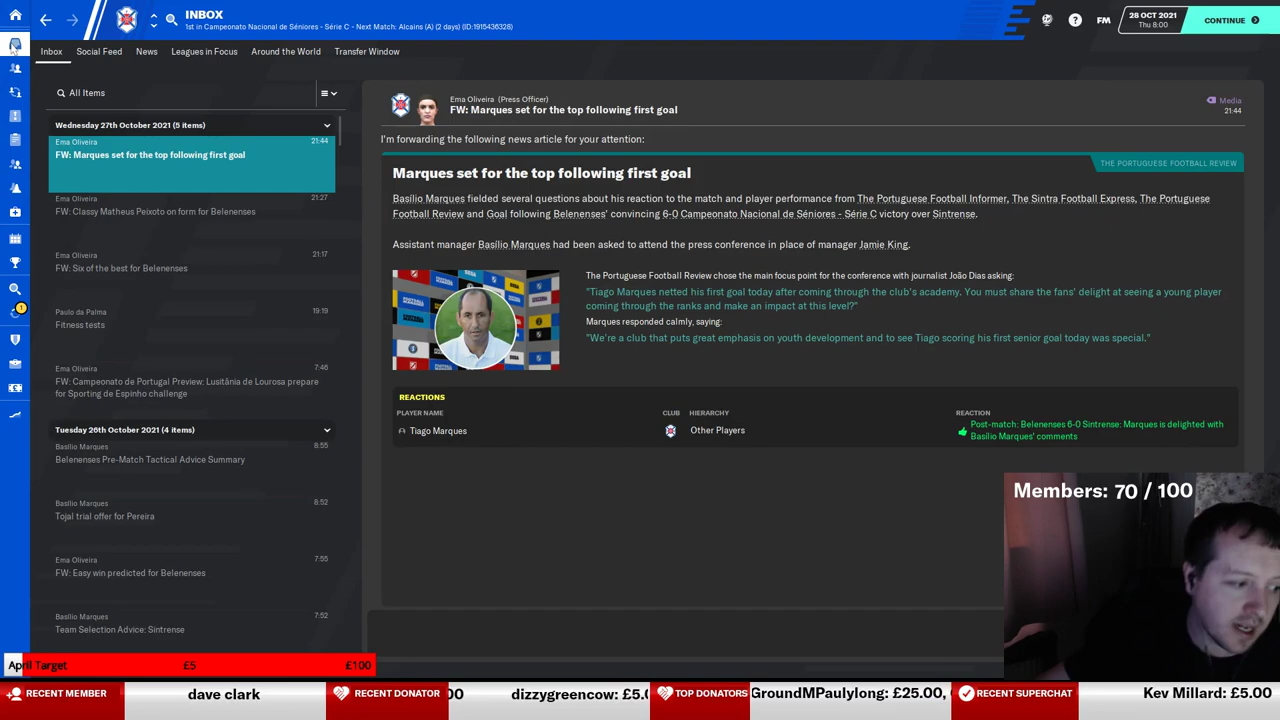 INBOX
1st in Campeonato Nacional de Séniores - Série C - Next Match: Alcains (A) (2 days) (ID:1915436328)
FM
28 OCT 2021
Thu 8:00
CONTINUE
Inbox Social Feed News Leagues in Focus Around the World Transfer Window
All Items
Wednesday 27th October 2021 (5 items)
Ema Oliveira 21:44
FW: Marques set for the top following first goal
Ema Oliveira 21:27
FW: Classy Matheus Peixoto on form for Belenenses
Ema Oliveira 21:17
FW: Six of the best for Belenenses
Paulo da Palma 19:19
Fitness tests
Ema Oliveira 7:46
FW: Campeonato de Portugal Preview: Lusitânia de Lourosa prepare
for Sporting de Espinho challenge
Tuesday 26th October 2021 (4 items)
Basílio Marques 8:55
Belenenses Pre-Match Tactical Advice Summary
Basílio Marques 8:52
Tojal trial offer for Pereira
Ema Oliveira 7:55
FW: Easy win predicted for Belenenses
Basílio Marques 7:52
Team Selection Advice: Sintrense
Ema Oliveira (Press Officer)
FW: Marques set for the top following first goal
Media
21:44
I'm forwarding the following news article for your attention:
THE PORTUGUESE FOOTBALL REVIEW
Marques set for the top following first goal
Basílio Marques fielded several questions about his reaction to the match and player performance from The Portuguese Football Informer, The Sintra Football Express, The Portuguese
Football Review and Goal following Belenenses' convincing 6-0 Campeonato Nacional de Séniores - Série C victory over Sintrense.
Assistant manager Basílio Marques had been asked to attend the press conference in place of manager Jamie King.
The Portuguese Football Review chose the main focus point for the conference with journalist João Dias asking:
"Tiago Marques netted his first goal today after coming through the club's academy. You must share the fans' delight at seeing a young player
coming through the ranks and make an impact at this level?"
Marques responded calmly, saying:
"We're a club that puts great emphasis on youth development and to see Tiago scoring his first senior goal today was special."
REACTIONS
PLAYER NAME CLUB HIERARCHY REACTION
Tiago Marques Other Players Post-match: Belenenses 6-0 Sintrense: Marques is delighted with
Basílio Marques' comments
Members: 70 / 100
April Target £5 £100
RECENT MEMBER dave clark RECENT DONATOR 00 dizzygreencow: £5.0 TOP DONATORS GroundMPaulylong: £25.00, RECENT SUPERCHAT Kev Millard: £5.00